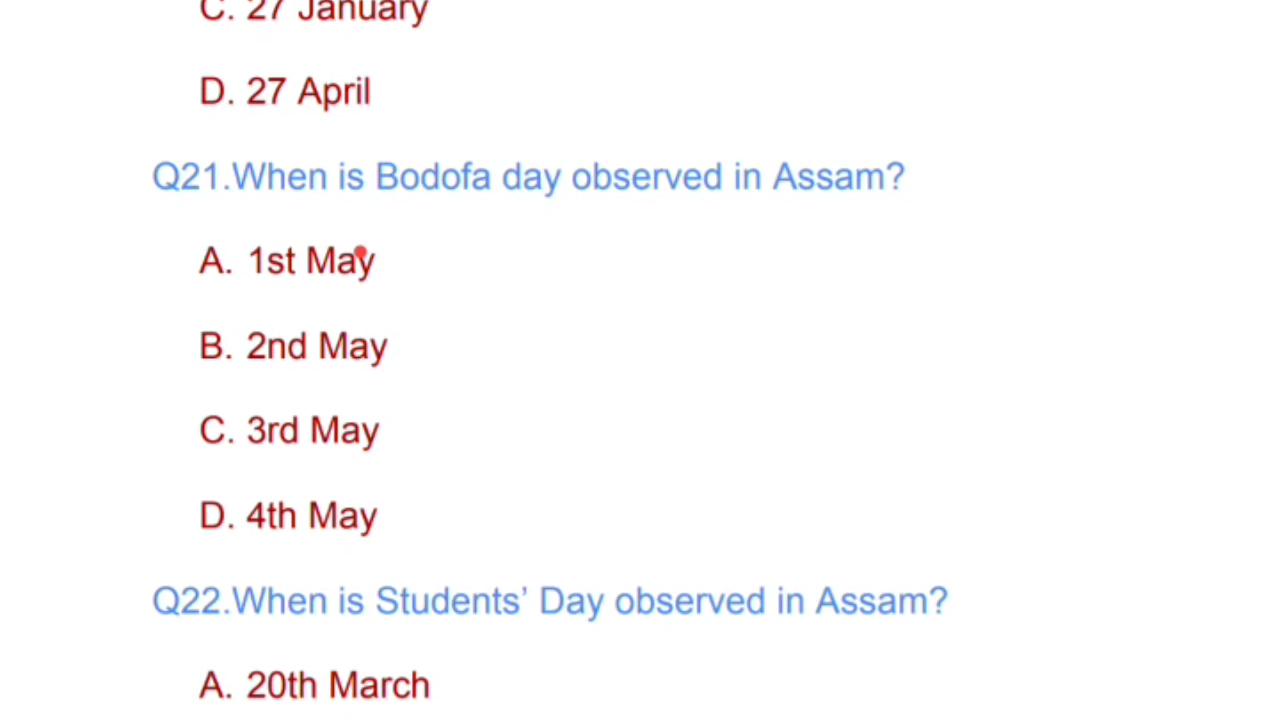 C. 27 January
D. 27 April
Q21.When is Bodofa day observed in Assam?
A. 1st May
B. 2nd May
C. 3rd May
D. 4th May
Q22.When is Students’ Day observed in Assam?
A. 20th March